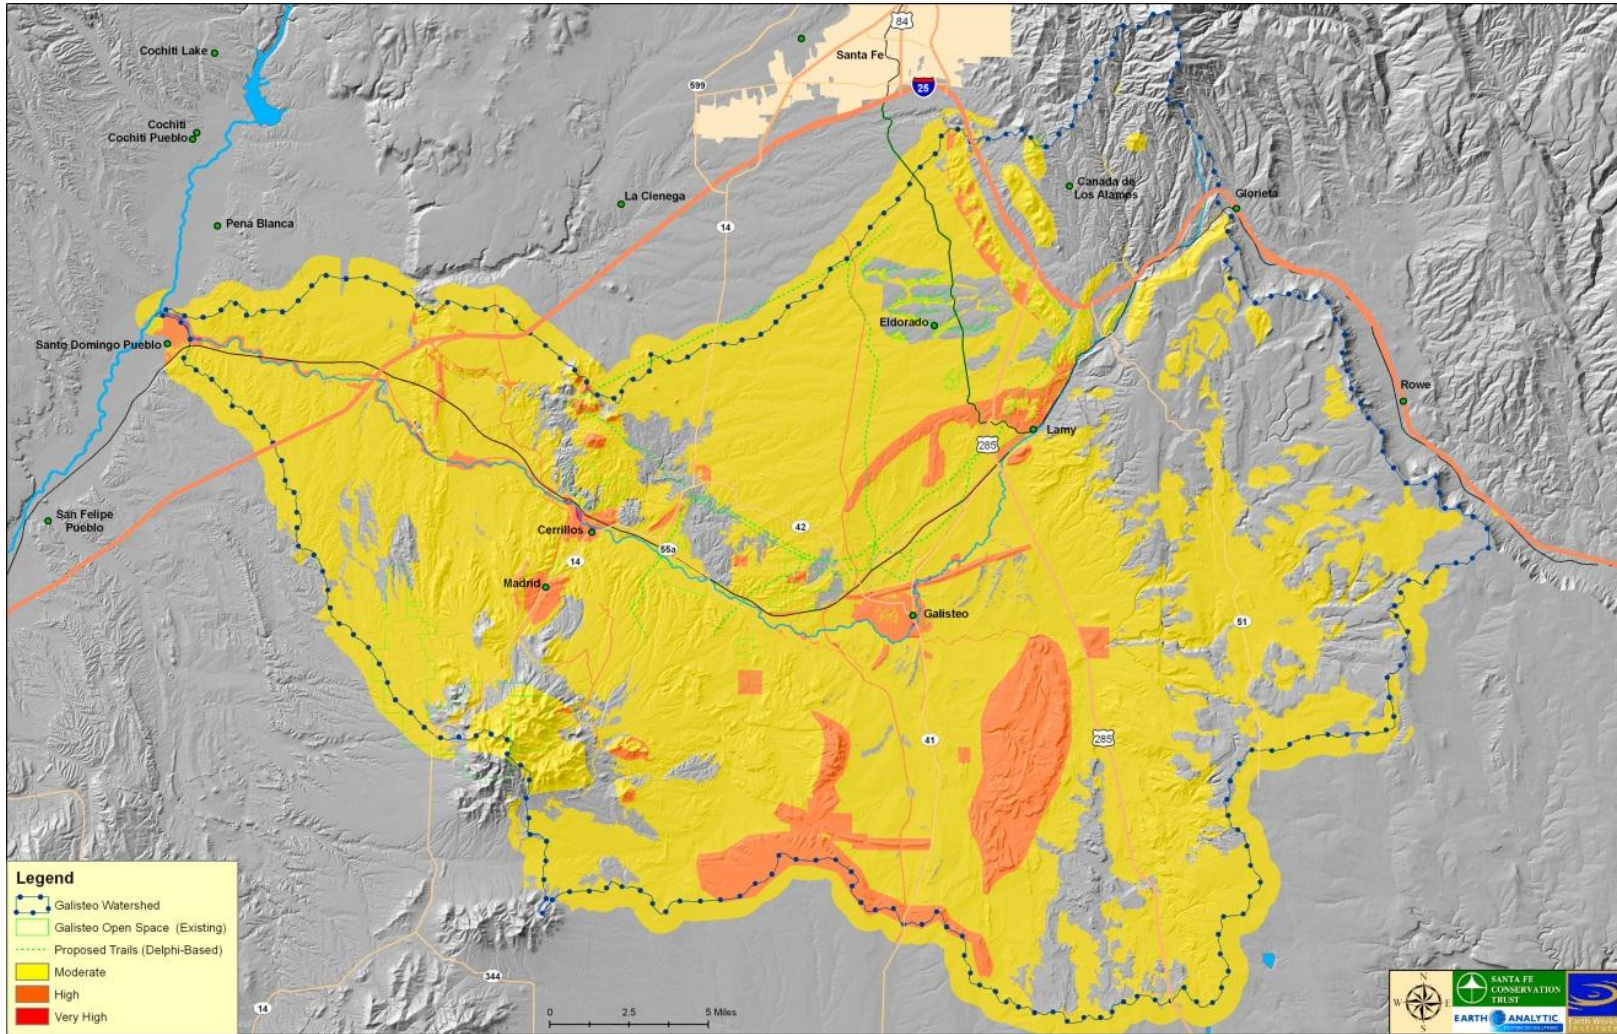 84
Cochiti Lake
Santa Fe
599
25
Cochiti
Cochiti Pueblo
Canada de
Los Alamos
La Cienega
Glorieta
Pena Blanca
14
Eldorado
Santo Domingo Pueblo
Rowe
Lamy
285
San Felipe
Pueblo
Cerrillos
42
55a
14
Madrid
Galisteo
51
41
285
Legend
Galisteo Watershed
Galisteo Open Space (Existing)
Proposed Trails (Delphi-Based)
Moderate
High
Very High
344
14
0
2.5
5 Miles
N
W
E
S
SANTA FE
CONSERVATION
TRUST
EARTH ANALYTIC
Earth Works